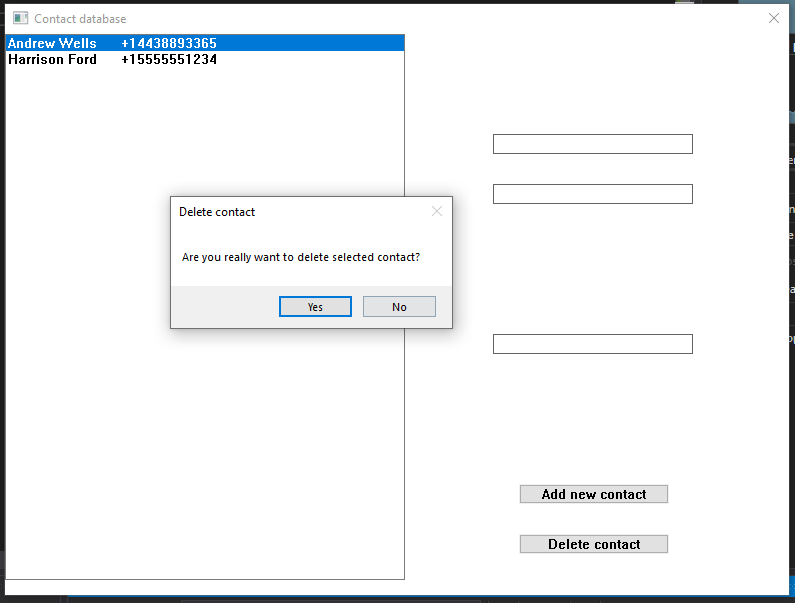 Contact database
Andrew Wells +14438893365
Harrison Ford +15555551234
Delete contact
Are you really want to delete selected contact?
Yes No
Add new contact
Delete contact